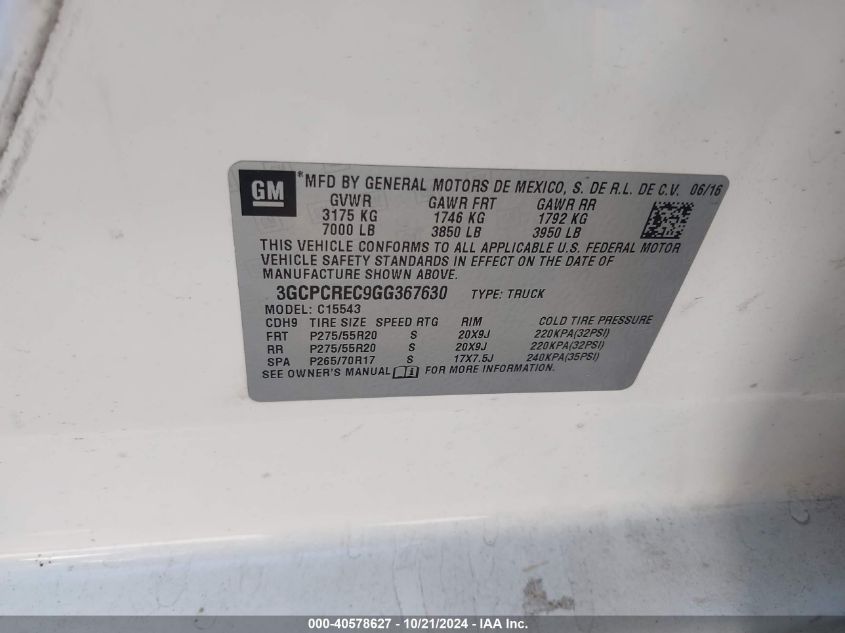 GM *MFD BY GENERAL MOTORS DE MEXICO, S. DE R.L. DE C.V. 06/16
GVWR GAWR FRT GAWR RR
3175 KG 1746 KG 1792 KG
7000 LB 3850 LB 3950 LB
THIS VEHICLE CONFORMS TO ALL APPLICABLE U.S. FEDERAL MOTOR
VEHICLE SAFETY STANDARDS IN EFFECT ON THE DATE OF
MANUFACTURE SHOWN ABOVE.
3GCPCREC9GG367630 TYPE: TRUCK
MODEL: C15543
CDH9 TIRE SIZE SPEED RTG RIM COLD TIRE PRESSURE
FRT P275/55R20 S 20X9J 220KPA(32PSI)
RR P275/55R20 S 20X9J 220KPA(32PSI)
SPA P265/70R17 S 17X7.5J 240KPA(35PSI)
SEE OWNER'S MANUAL FOR MORE INFORMATION.
000-40578627 - 10/21/2024 - IAA Inc.